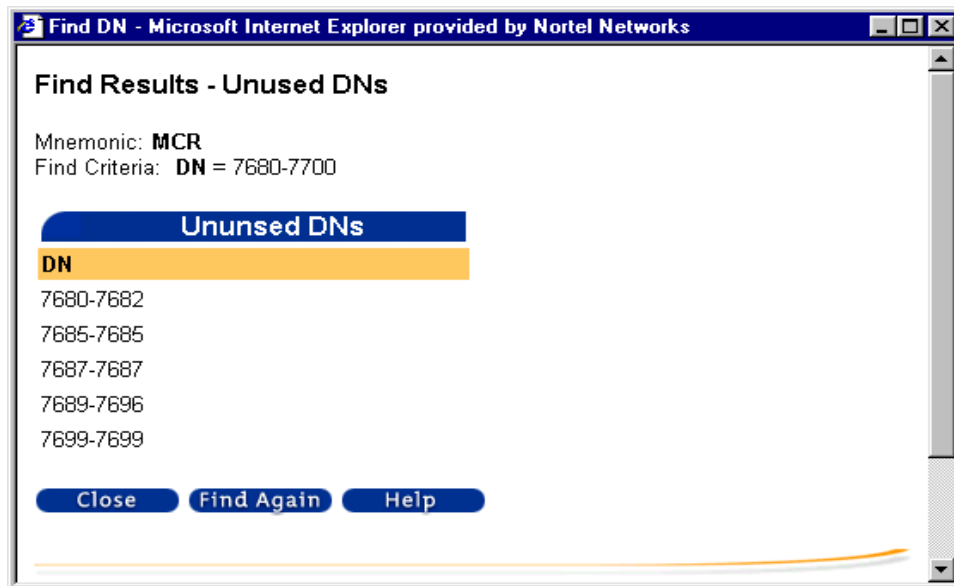 Find DN - Microsoft Internet Explorer provided by Nortel Networks
Find Results - Unused DNs
Mnemonic: MCR
Find Criteria: DN = 7680-7700
Ununsed DNs
DN
7680-7682
7685-7685
7687-7687
7689-7696
7699-7699
Close Find Again Help